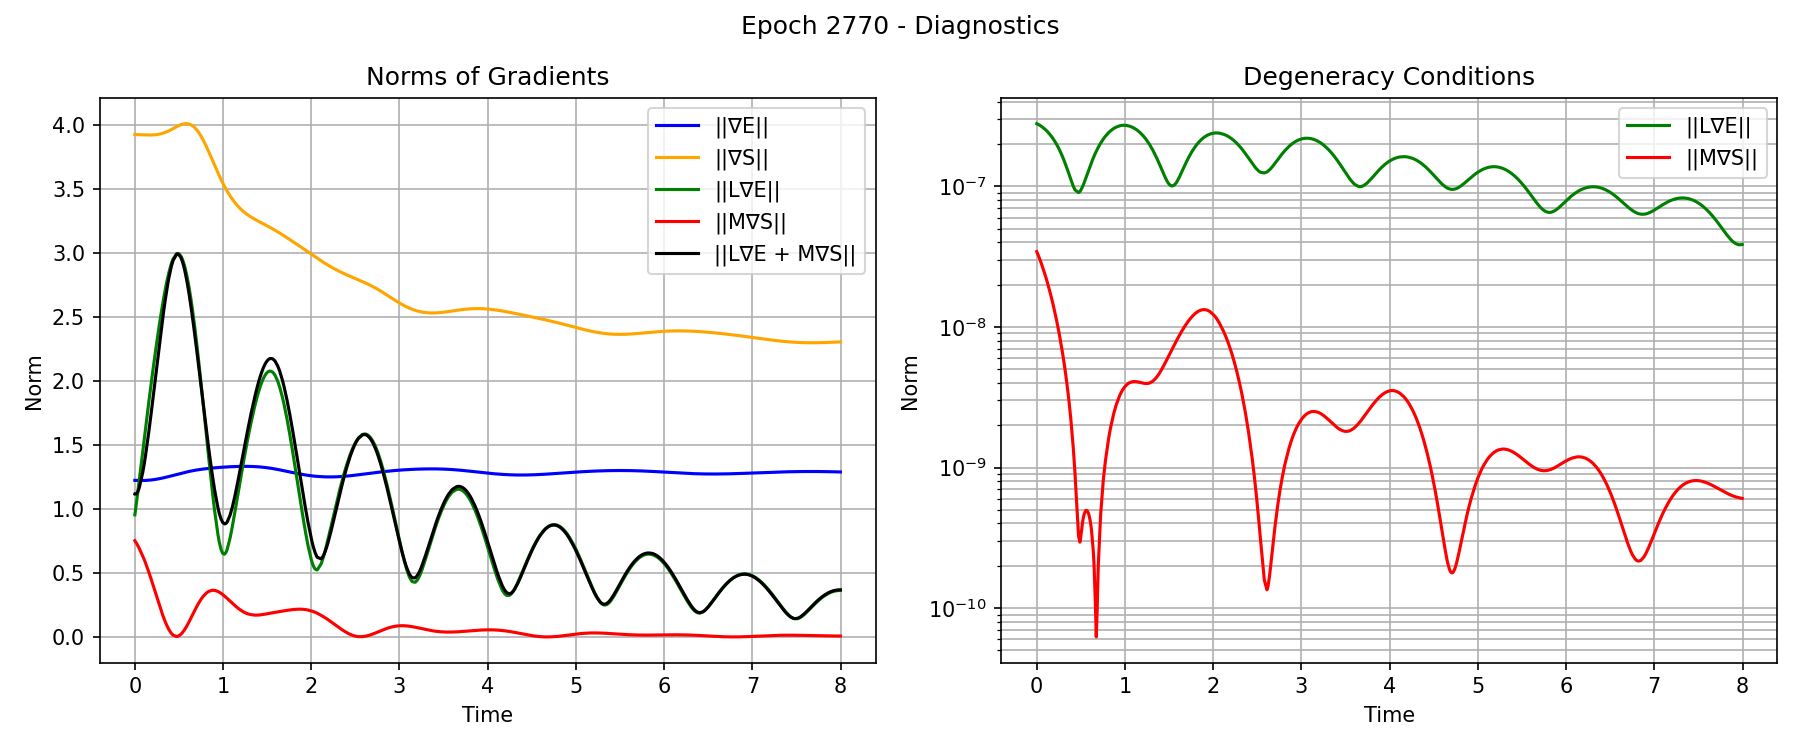 Epoch 2770 - Diagnostics
Norms of Gradients
Norm
4.0
3.5
3.0
2.5
2.0
1.5
1.0
0.5
0.0
||∇E||
||∇S||
||L∇E||
||M∇S||
||L∇E + M∇S||
0 1 2 3 4 5 6 7 8
Time
Degeneracy Conditions
Norm
10⁻⁷
10⁻⁸
10⁻⁹
10⁻¹⁰
||L∇E||
||M∇S||
0 1 2 3 4 5 6 7 8
Time